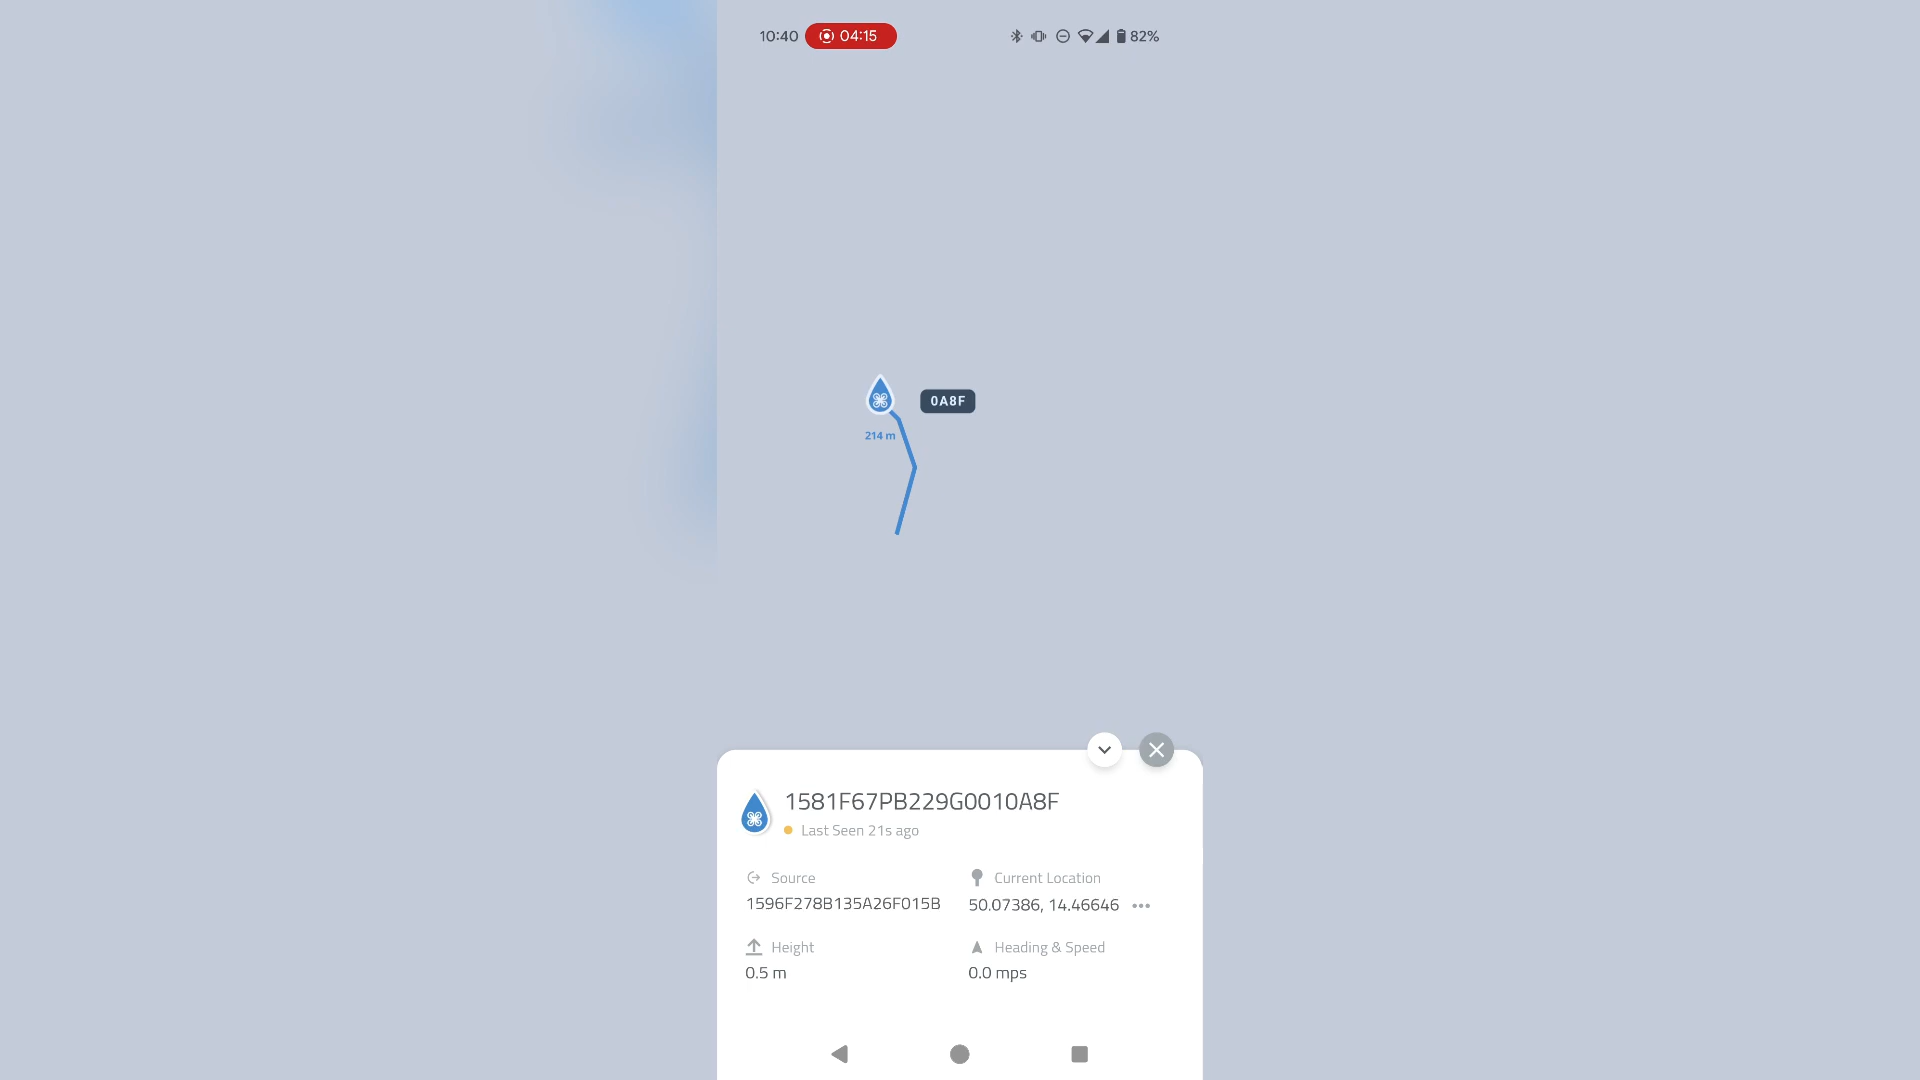 10:40 04:15 82%
0A8F
214 m
1581F67PB229G0010A8F
Last Seen 21s ago
Source
1596F278B135A26F015B
Current Location
50.07386, 14.46646
Height
0.5 m
Heading & Speed
0.0 mps